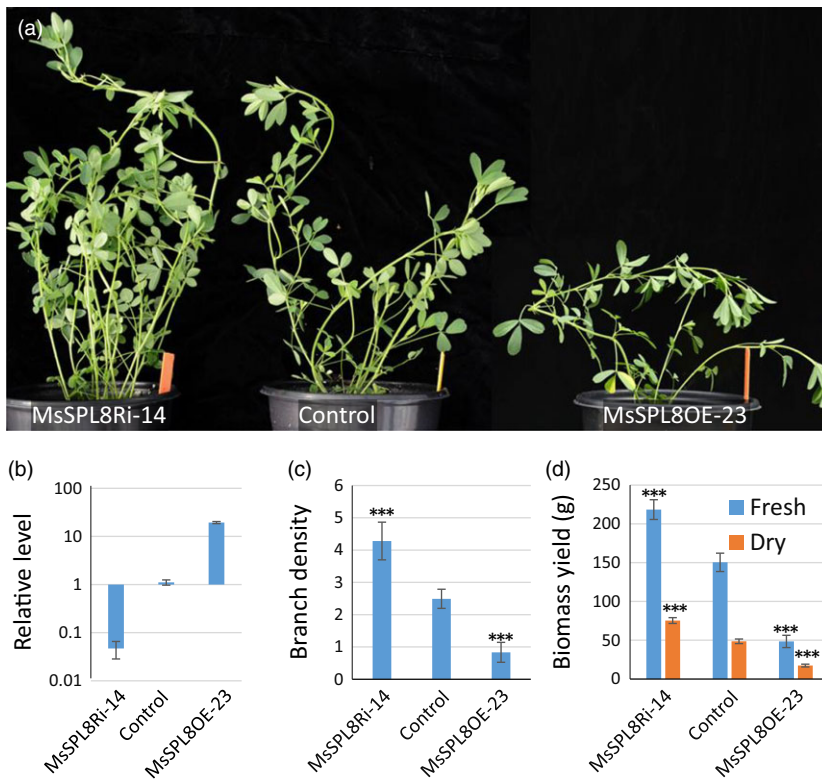 (a)
MsSPL8Ri-14
Control
MsSPL8OE-23
(b)
Relative level
100
10
1
0.1
0.01
MsSPL8Ri-14
Control
MsSPL8OE-23
(c)
Branch density
6
5
4
3
2
1
0
***
***
MsSPL8Ri-14
Control
MsSPL8OE-23
(d)
Biomass yield (g)
250
200
150
100
50
0
Fresh
Dry
***
***
***
***
MsSPL8Ri-14
Control
MsSPL8OE-23